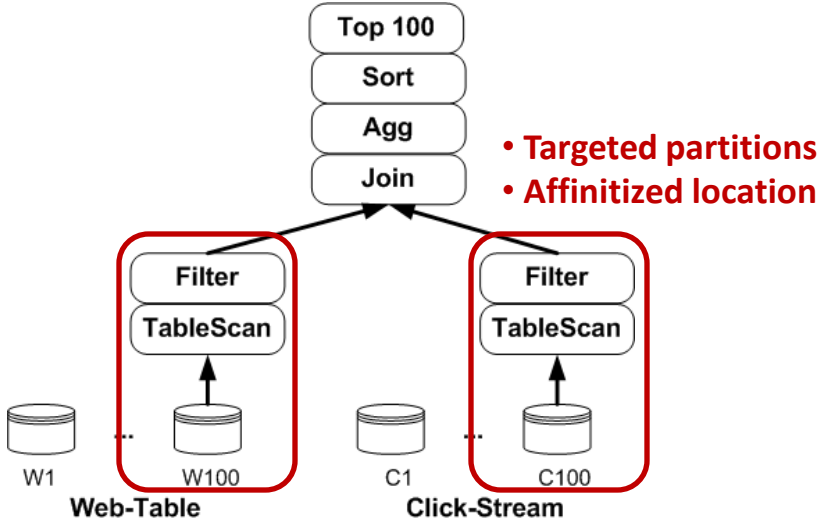 Top 100
Sort
Agg
Join
• Targeted partitions
• Affinitized location
Filter
Filter
TableScan
TableScan
... ...
W1 W100 C1 C100
Web-Table Click-Stream